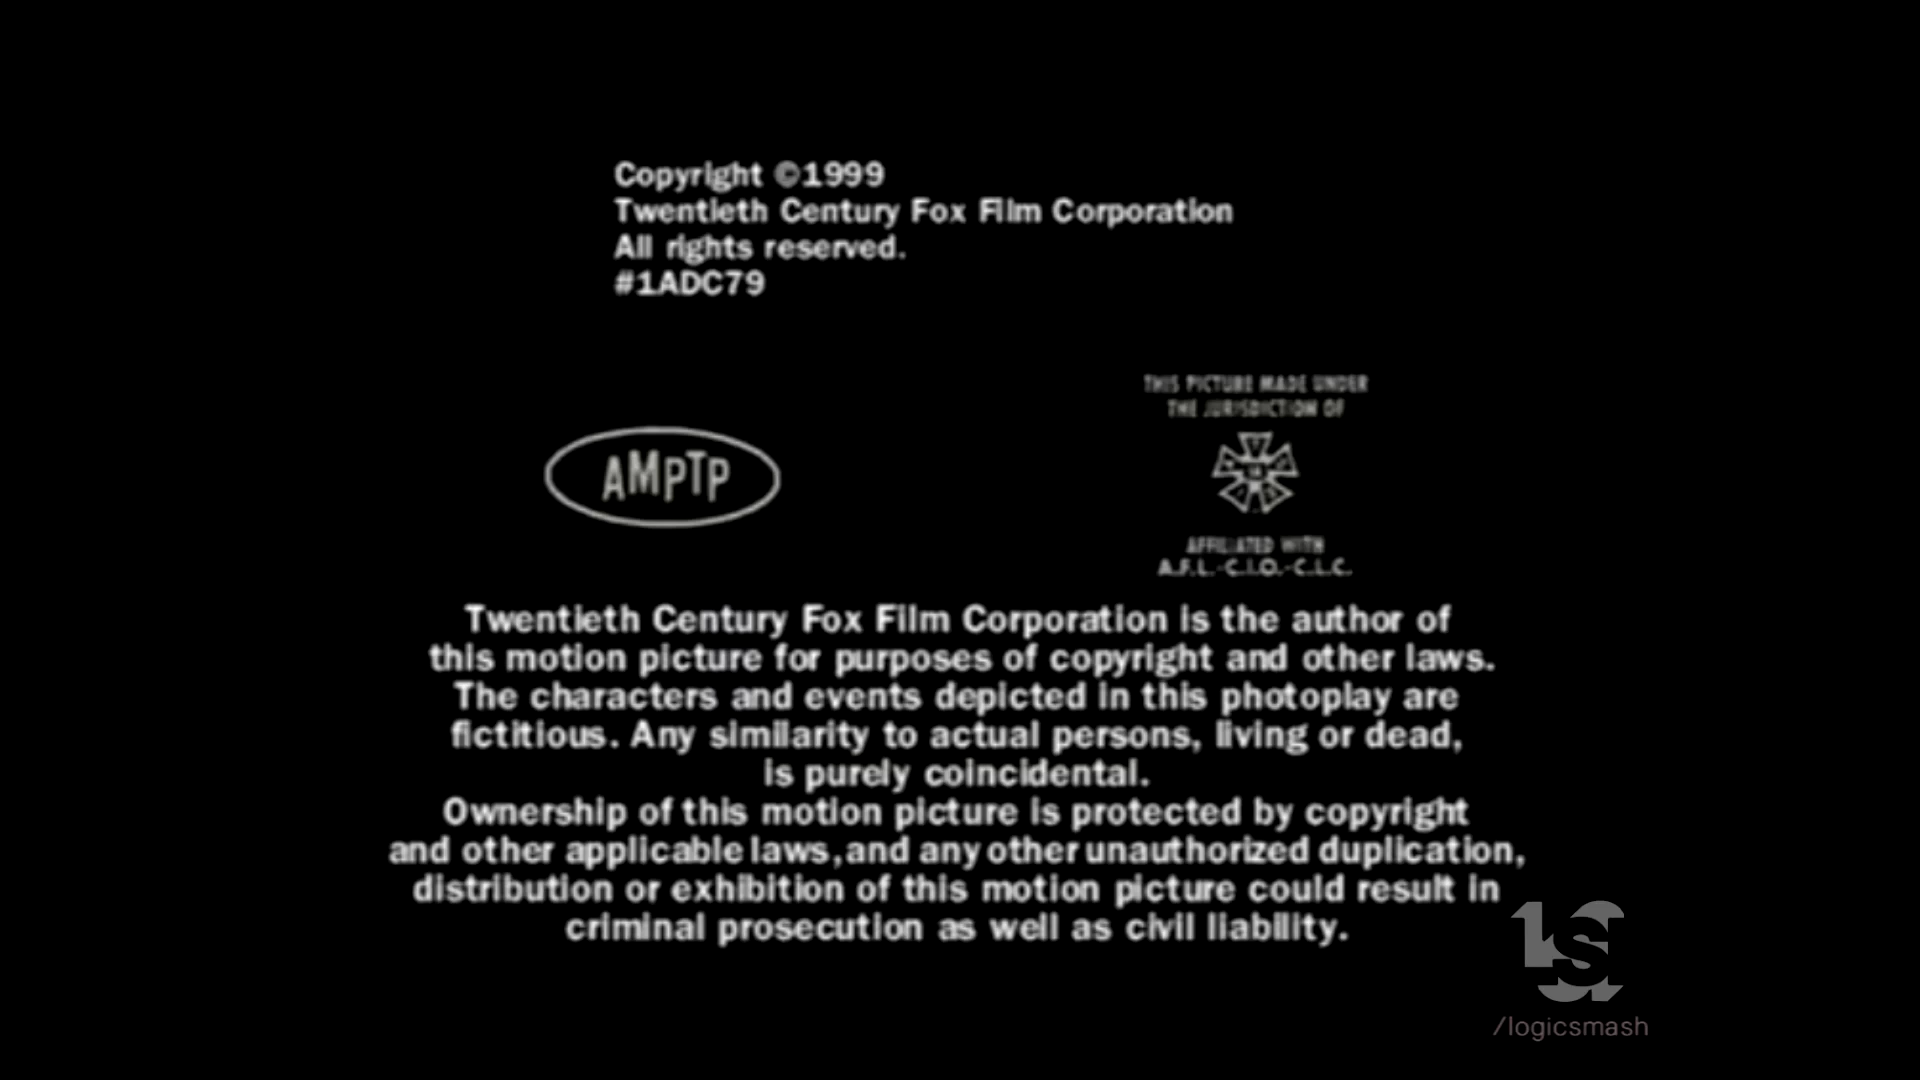 Copyright ©1999
Twentieth Century Fox Film Corporation
All rights reserved.
#1ADC79
THIS PICTURE MADE UNDER
THE JURISDICTION OF
AMPTP
AFFILIATED WITH
A.F.L.-C.I.O.-C.L.C.
Twentieth Century Fox Film Corporation is the author of
this motion picture for purposes of copyright and other laws.
The characters and events depicted in this photoplay are
fictitious. Any similarity to actual persons, living or dead,
is purely coincidental.
Ownership of this motion picture is protected by copyright
and other applicable laws, and any other unauthorized duplication,
distribution or exhibition of this motion picture could result in
criminal prosecution as well as civil liability.
1S
/logicsmash